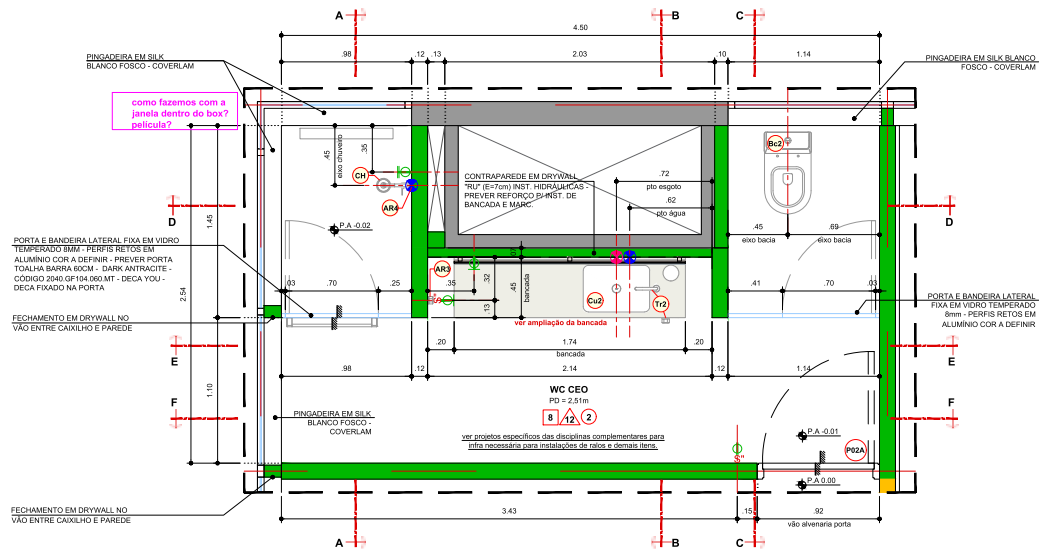 A
B
C
4.50
.98
.12
.13
2.03
.10
1.14
PINGADEIRA EM SILK
BLANCO FOSCO - COVERLAM
PINGADEIRA EM SILK BLANCO
FOSCO - COVERLAM
como fazemos com a
janela dentro do box?
película?
.45
eixo chuveiro
.35
CH
AR4
Bc2
CONTRAPAREDE EM DRYWALL
"RU" (E=7cm) INST. HIDRÁULICAS -
PREVER REFORÇO P/ INST. DE
BANCADA E MARC.
.72
pto esgoto
.62
pto água
D
D
1.45
P.A -0.02
.45
.69
eixo bacia
eixo bacia
PORTA E BANDEIRA LATERAL FIXA EM VIDRO
TEMPERADO 8MM - PERFIS RETOS EM
ALUMÍNIO COR A DEFINIR - PREVER PORTA
TOALHA BARRA 60CM - DARK ANTRACITE -
CÓDIGO 2040.GF104.060.MT - DECA YOU -
DECA FIXADO NA PORTA
2.54
.03
.70
.25
AR3
.35
.07
.32
.13
.45
bancada
Cu2
Tr2
.41
.70
.03
PORTA E BANDEIRA LATERAL
FIXA EM VIDRO TEMPERADO
8mm - PERFIS RETOS EM
ALUMÍNIO COR A DEFINIR
FECHAMENTO EM DRYWALL NO
VÃO ENTRE CAIXILHO E PAREDE
ver ampliação da bancada
.20
1.74
.20
bancada
E
E
.98
.12
2.14
.12
1.14
1.10
WC CEO
PD = 2,51m
8
12
2
F
F
PINGADEIRA EM SILK
BLANCO FOSCO -
COVERLAM
ver projetos específicos das disciplinas complementares para
infra necessária para instalações de ralos e demais itens.
P.A -0.01
P02A
S"
P.A 0.00
FECHAMENTO EM DRYWALL NO
VÃO ENTRE CAIXILHO E PAREDE
3.43
.15
.92
vão alvenaria porta
A
B
C